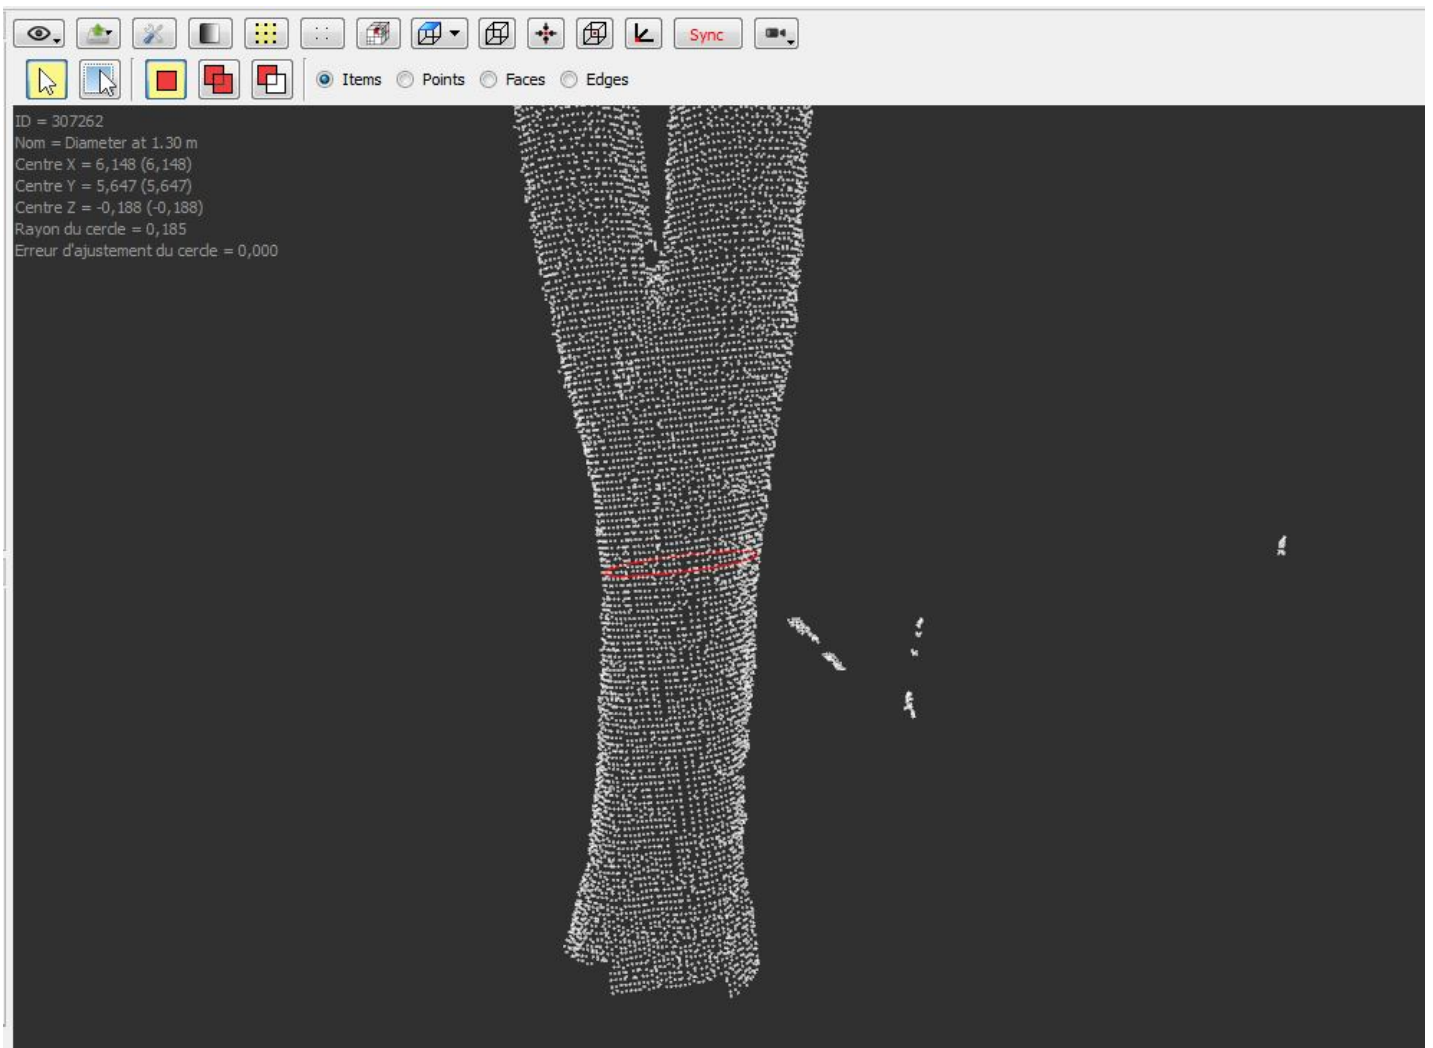 Sync
Items Points Faces Edges
ID = 307262
Nom = Diameter at 1.30 m
Centre X = 6,148 (6,148)
Centre Y = 5,647 (5,647)
Centre Z = -0,188 (-0,188)
Rayon du cercle = 0,185
Erreur d'ajustement du cercle = 0,000